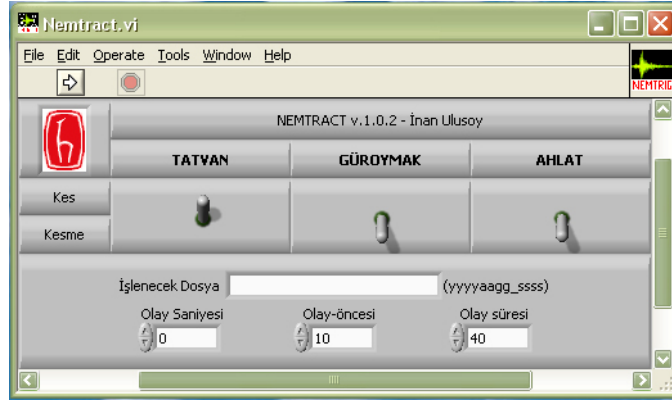 Nemtract.vi
File Edit Operate Tools Window Help
NEMTRIG
NEMTRACT v.1.0.2 - İnan Ulusoy
TATVAN GÜROYMAK AHLAT
Kes
Kesme
İşlenecek Dosya (yyyyaagg_ssss)
Olay Saniyesi Olay-öncesi Olay süresi
0 10 40